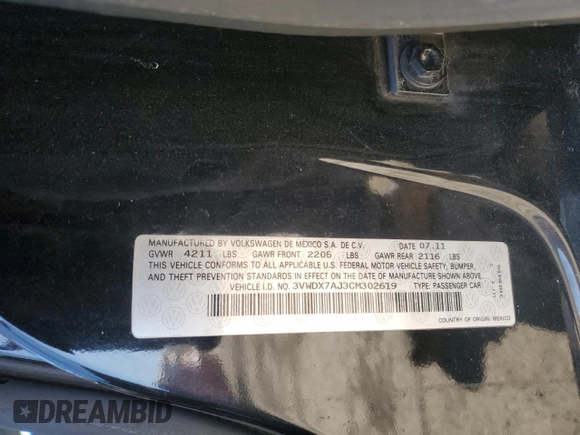 MANUFACTURED BY VOLKSWAGEN DE MEXICO S.A. DE C.V. DATE 07.11
GVWR 4211 LBS GAWR FRONT 2205 LBS GAWR REAR 2116 LBS
THIS VEHICLE CONFORMS TO ALL APPLICABLE U.S. FEDERAL MOTOR VEHICLE SAFETY, BUMPER,
AND THEFT PREVENTION STANDARDS IN EFFECT ON THE DATE OF MANUFACTURE SHOWN ABOVE.
VEHICLE I.D. NO. 3VWDX7AJ3CM302619 TYPE: PASSENGER CAR
COUNTRY OF ORIGIN: MEXICO
DREAMBID